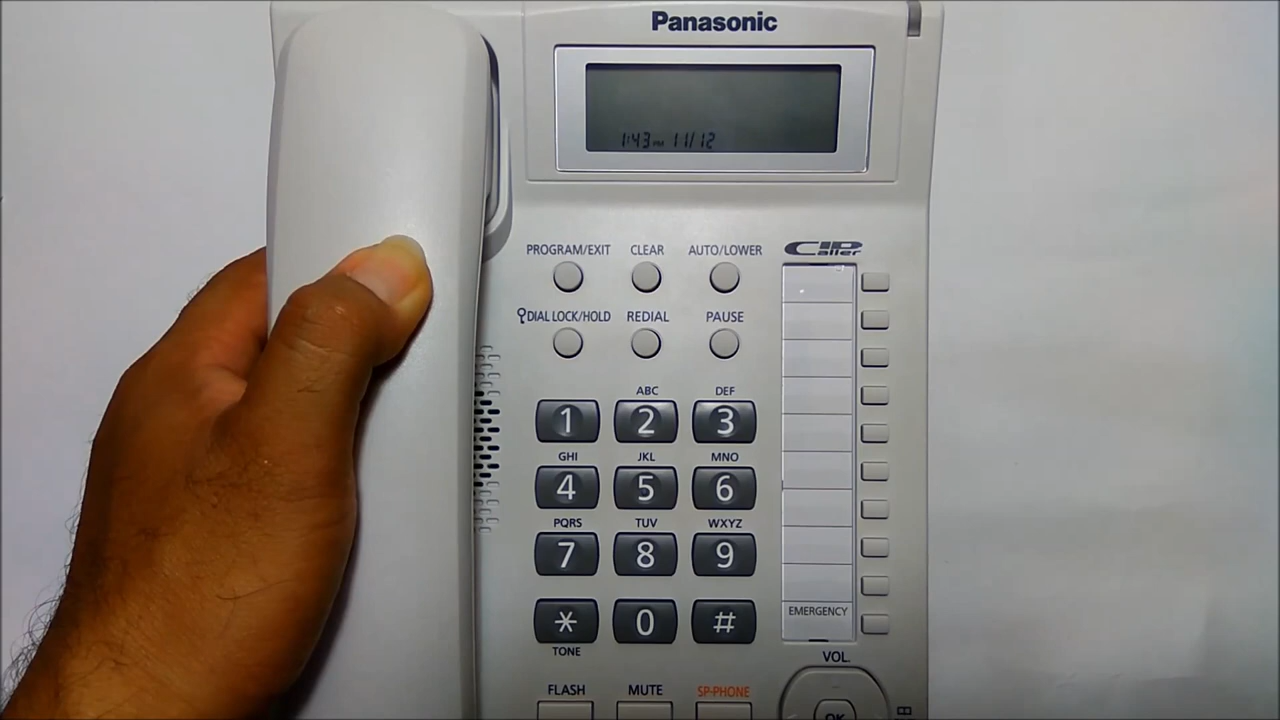 Panasonic
1:43 PM 11/12
PROGRAM/EXIT CLEAR AUTO/LOWER
Caller
DIAL LOCK/HOLD REDIAL PAUSE
ABC DEF
1 2 3
GHI JKL MNO
4 5 6
PQRS TUV WXYZ
7 8 9
EMERGENCY
* 0 #
TONE
VOL.
FLASH MUTE SP-PHONE
OK